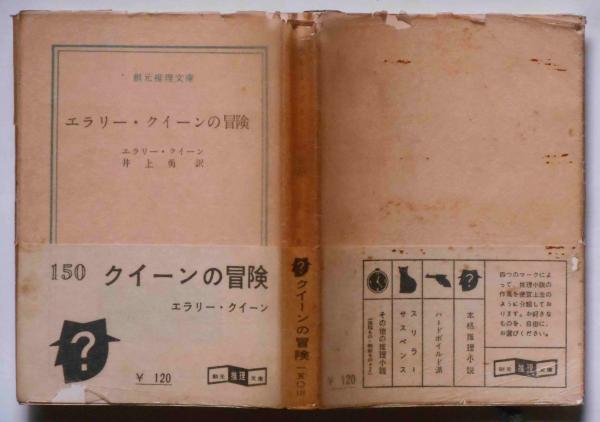 創元推理文庫
エラリー・クイーンの冒険
エラリー・クイーン
井上勇訳
150 クイーンの冒険
エラリー・クイーン
¥ 120
創元 推理 文庫
クイーンの冒険
四つのマークによ
って、推理小説の
作風を便宜上次の
ように分類してお
ります。お好きな
ものを、自由に、
お選びください。
本格推理小説
ハードボイルド派
スリラー
サスペンス
その他の推理小説
¥ 120
創元 推理 文庫